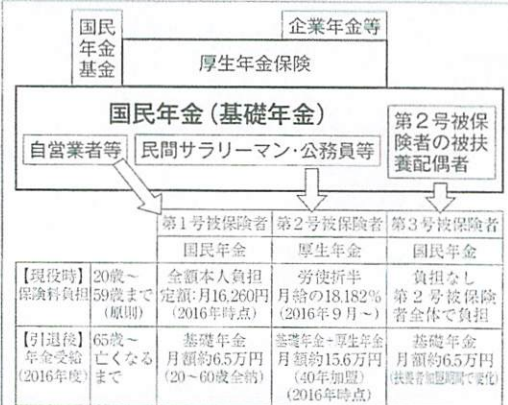 国民
年金
基金
企業年金等
厚生年金保険
国民年金(基礎年金)
自営業者等
民間サラリーマン・公務員等
第2号被保
険者の被扶
養配偶者
第1号被保険者
第2号被保険者
第3号被保険者
国民年金
厚生年金
国民年金
【現役時】
保険料負担
20歳~
59歳まで
(原則)
全額本人負担
定額:月16,260円
(2016年時点)
労使折半
月給の18.182%
(2016年9月~)
負担なし
第2号被保険
者全体で負担
【引退後】
年金受給
(2016年度)
65歳~
亡くなる
まで
基礎年金
月額約6.5万円
(20~60歳全納)
基礎年金+厚生年金
月額約15.6万円
(40年加盟)
(2016年時点)
基礎年金
月額約6.5万円
(扶養者加盟期間で変化)